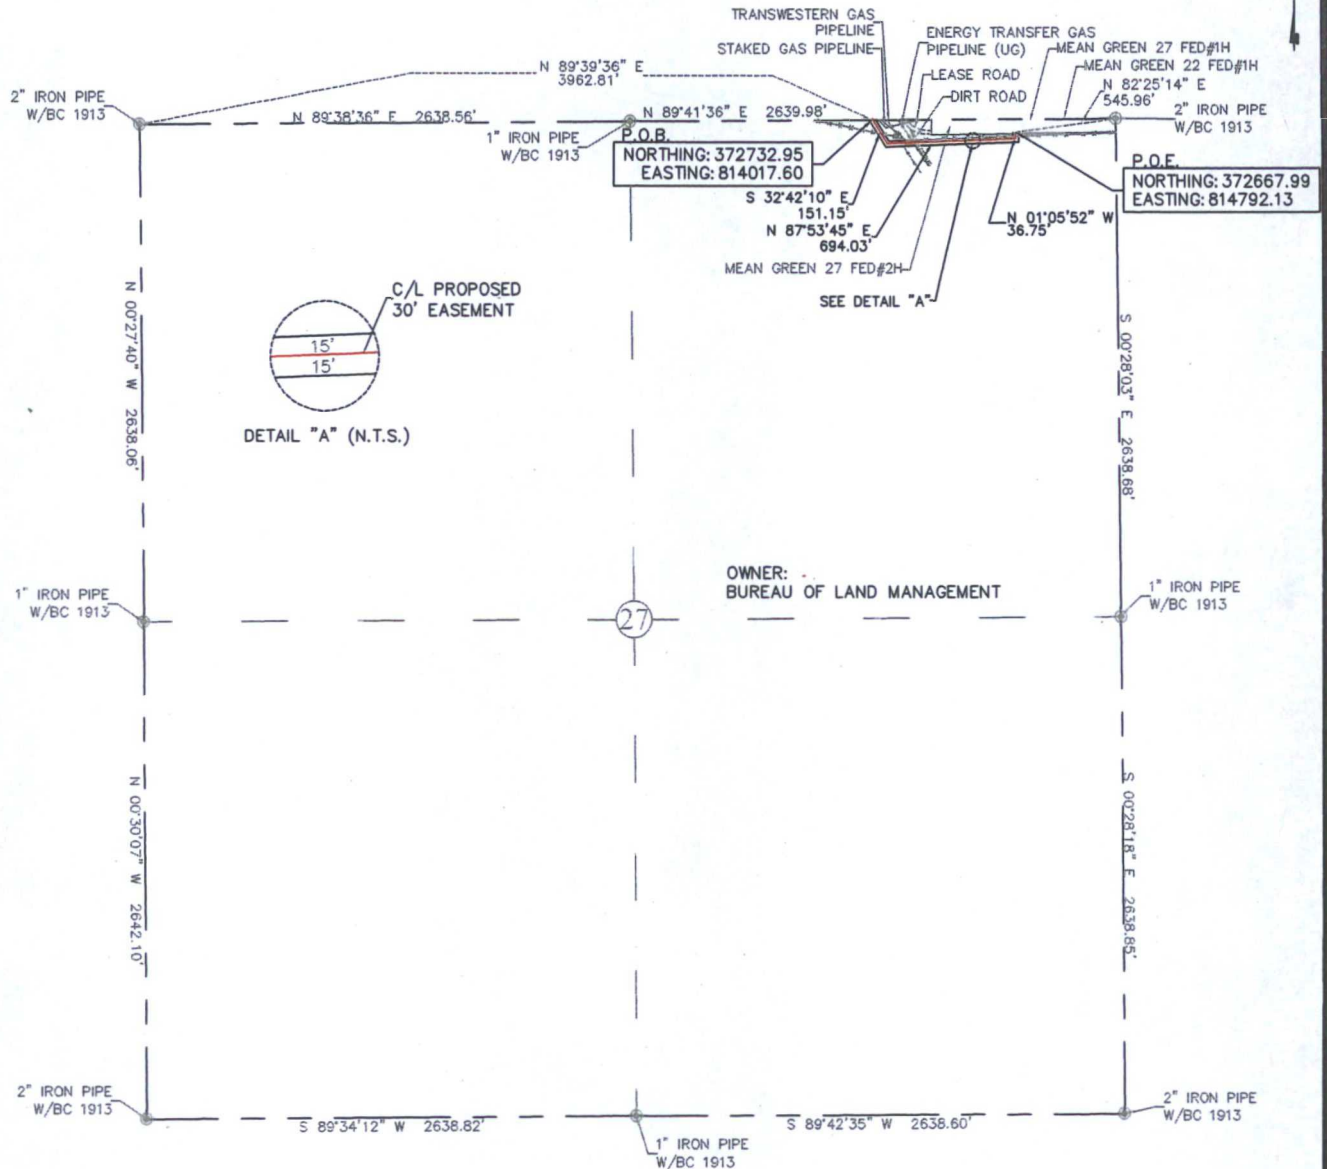 TRANSWESTERN GAS
PIPELINE
STAKED GAS PIPELINE
ENERGY TRANSFER GAS
PIPELINE (UG)
LEASE ROAD
DIRT ROAD
MEAN GREEN 27 FED#1H
MEAN GREEN 22 FED#1H
N 82°25'14" E
545.96'
2" IRON PIPE
W/BC 1913
N 89°39'36" E
3962.81'
2" IRON PIPE
W/BC 1913
N 89°38'36" E 2638.56'
1" IRON PIPE
W/BC 1913
N 89°41'36" E 2639.98'
P.O.B.
NORTHING: 372732.95
EASTING: 814017.60
P.O.E.
NORTHING: 372667.99
EASTING: 814792.13
S 32°42'10" E
151.15'
N 87°53'45" E
694.03'
N 01°05'52" W
36.75'
MEAN GREEN 27 FED#2H
SEE DETAIL "A"
C/L PROPOSED
30' EASEMENT
15'
15'
DETAIL "A" (N.T.S.)
N 00°27'40" W 2638.06'
S 00°28'03" E 2638.68'
OWNER:
BUREAU OF LAND MANAGEMENT
1" IRON PIPE
W/BC 1913
27
1" IRON PIPE
W/BC 1913
N 00°30'07" W 2642.10'
S 00°28'18" E 2638.85'
2" IRON PIPE
W/BC 1913
S 89°34'12" W 2638.82'
1" IRON PIPE
W/BC 1913
S 89°42'35" W 2638.60'
2" IRON PIPE
W/BC 1913